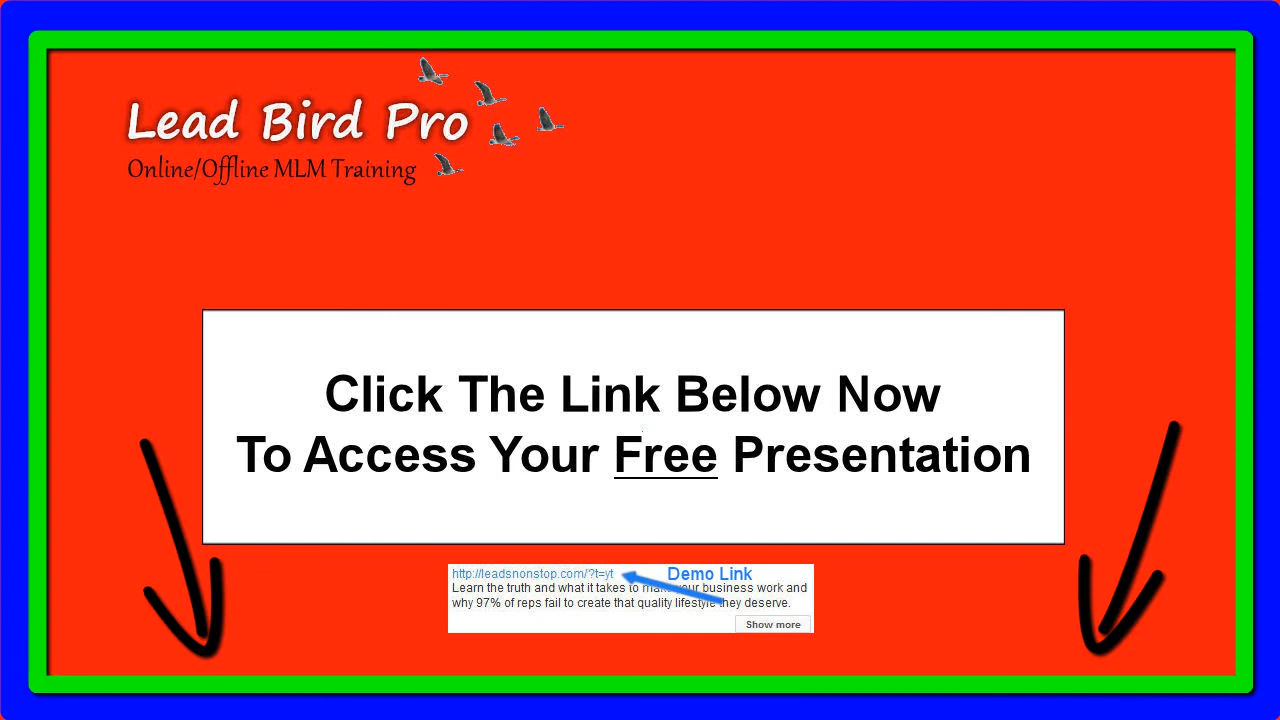 Lead Bird Pro
Online/Offline MLM Training
Click The Link Below Now
To Access Your Free Presentation
http://leadsnonstop.com/?t=yt
Demo Link
Learn the truth and what it takes to make your business work and
why 97% of reps fail to create that quality lifestyle they deserve.
Show more